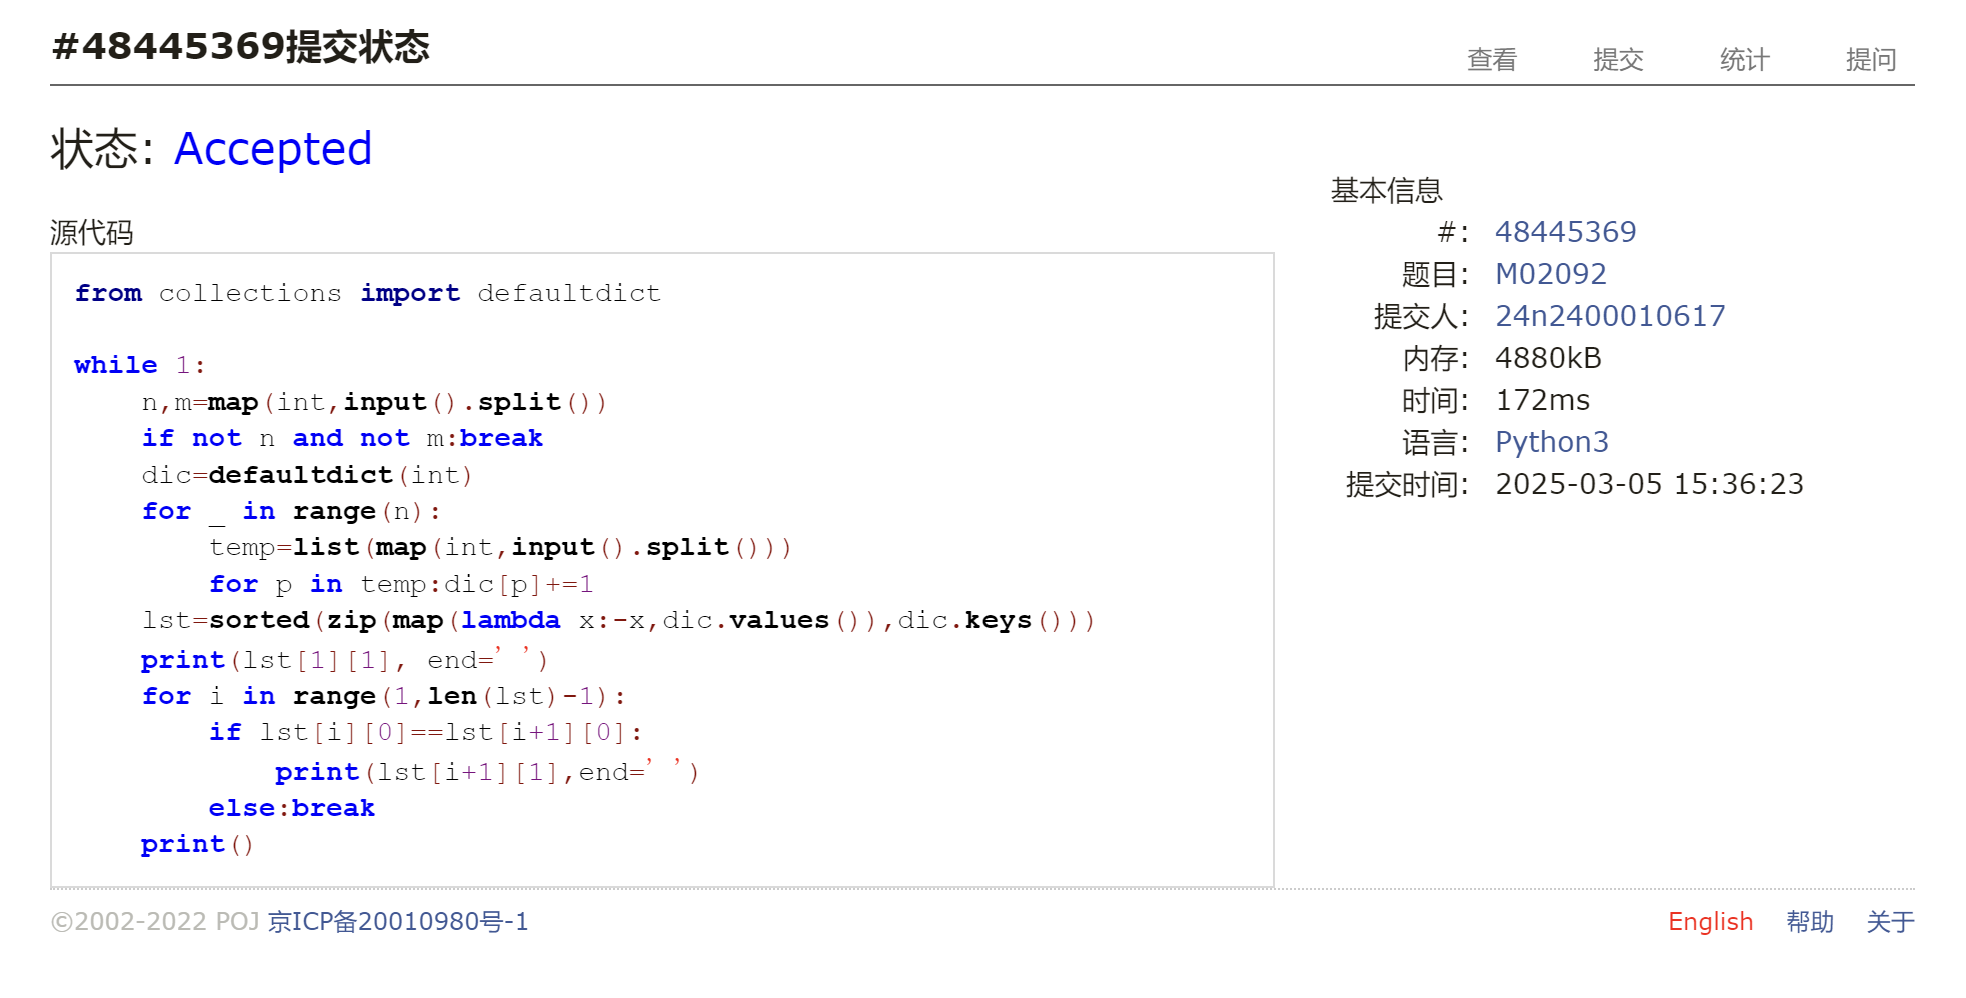 #48445369提交状态
查看 提交 统计 提问
状态: Accepted
源代码
from collections import defaultdict

while 1:
    n,m=map(int,input().split())
    if not n and not m:break
    dic=defaultdict(int)
    for _ in range(n):
        temp=list(map(int,input().split()))
        for p in temp:dic[p]+=1
    lst=sorted(zip(map(lambda x:-x,dic.values()),dic.keys()))
    print(lst[1][1], end=' ')
    for i in range(1,len(lst)-1):
        if lst[i][0]==lst[i+1][0]:
            print(lst[i+1][1],end=' ')
        else:break
    print()
基本信息
#: 48445369
题目: M02092
提交人: 24n2400010617
内存: 4880kB
时间: 172ms
语言: Python3
提交时间: 2025-03-05 15:36:23
©2002-2022 POJ 京ICP备20010980号-1
English 帮助 关于